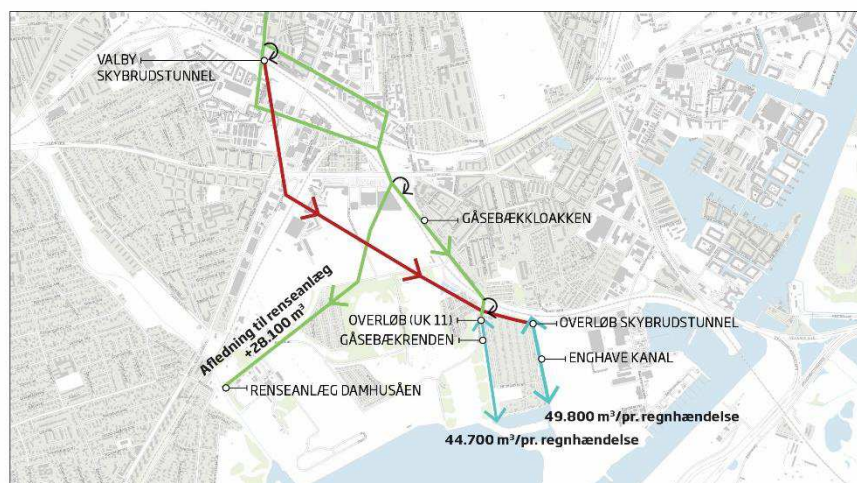 VALBY
SKYBRUDSTUNNEL
GÅSEBÆKKLOAKKEN
Afledning til renseanlæg
+28.100 m³
OVERLØB (UK 11)
GÅSEBÆKRENDEN
OVERLØB SKYBRUDSTUNNEL
ENGHAVE KANAL
RENSEANLÆG DAMHUSÅEN
49.800 m³/pr. regnhændelse
44.700 m³/pr. regnhændelse